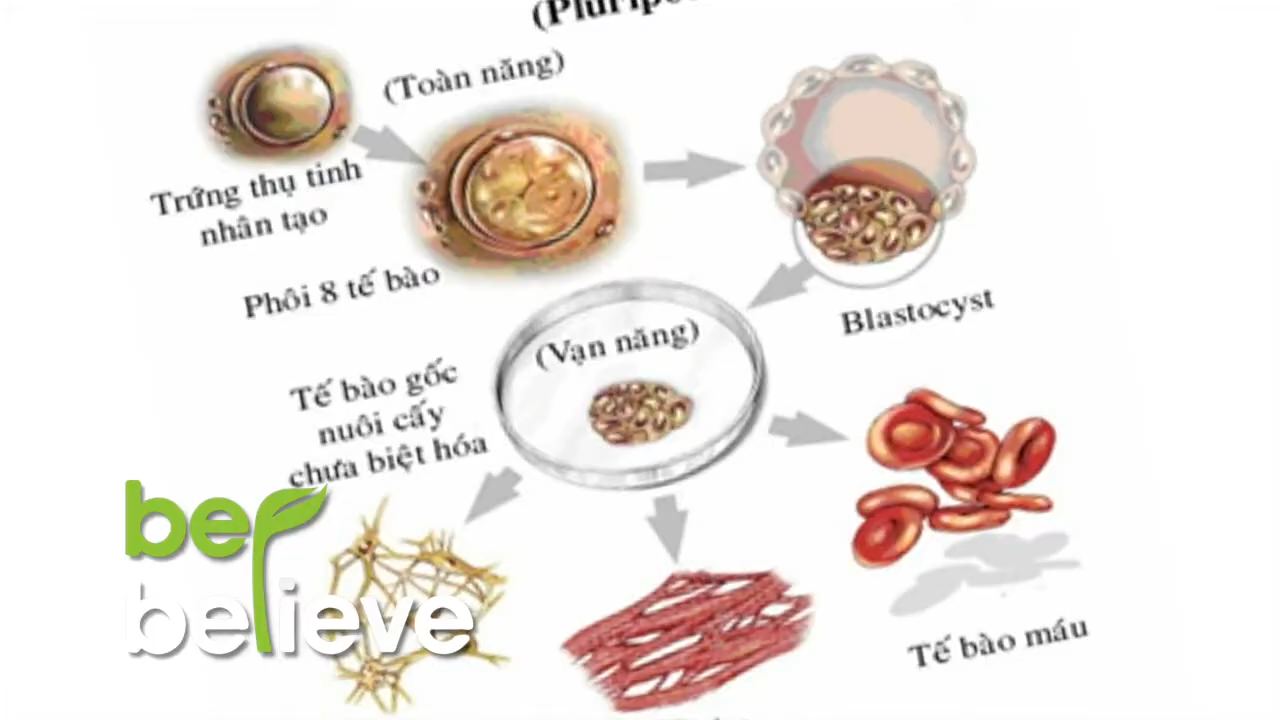 (Toàn năng)
Trứng thụ tinh
nhân tạo
Phôi 8 tế bào
Blastocyst
(Vạn năng)
Tế bào gốc
nuôi cấy
chưa biệt hóa
Tế bào máu
believe